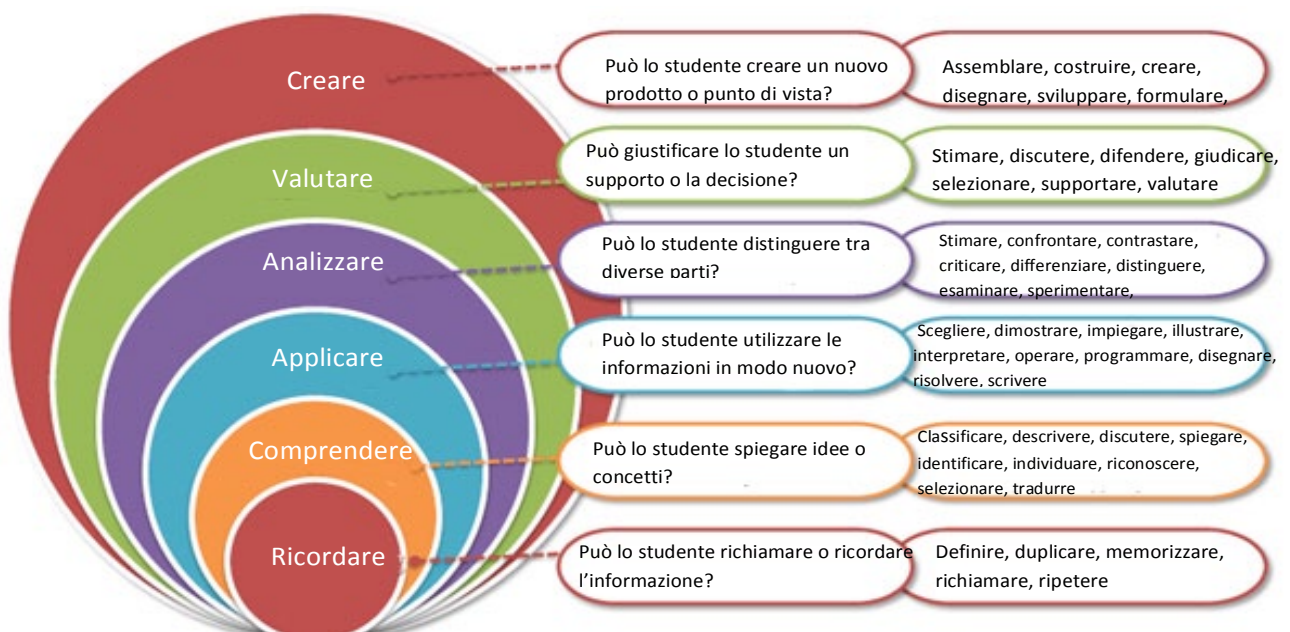 Creare
Può lo studente creare un nuovo
prodotto o punto di vista?
Assemblare, costruire, creare,
disegnare, sviluppare, formulare,
Valutare
Può giustificare lo studente un
supporto o la decisione?
Stimare, discutere, difendere, giudicare,
selezionare, supportare, valutare
Analizzare
Può lo studente distinguere tra
diverse parti?
Stimare, confrontare, contrastare,
criticare, differenziare, distinguere,
esaminare, sperimentare,
Applicare
Può lo studente utilizzare le
informazioni in modo nuovo?
Scegliere, dimostrare, impiegare, illustrare,
interpretare, operare, programmare, disegnare,
risolvere, scrivere
Comprendere
Può lo studente spiegare idee o
concetti?
Classificare, descrivere, discutere, spiegare,
identificare, individuare, riconoscere,
selezionare, tradurre
Ricordare
Può lo studente richiamare o ricordare
l'informazione?
Definire, duplicare, memorizzare,
richiamare, ripetere